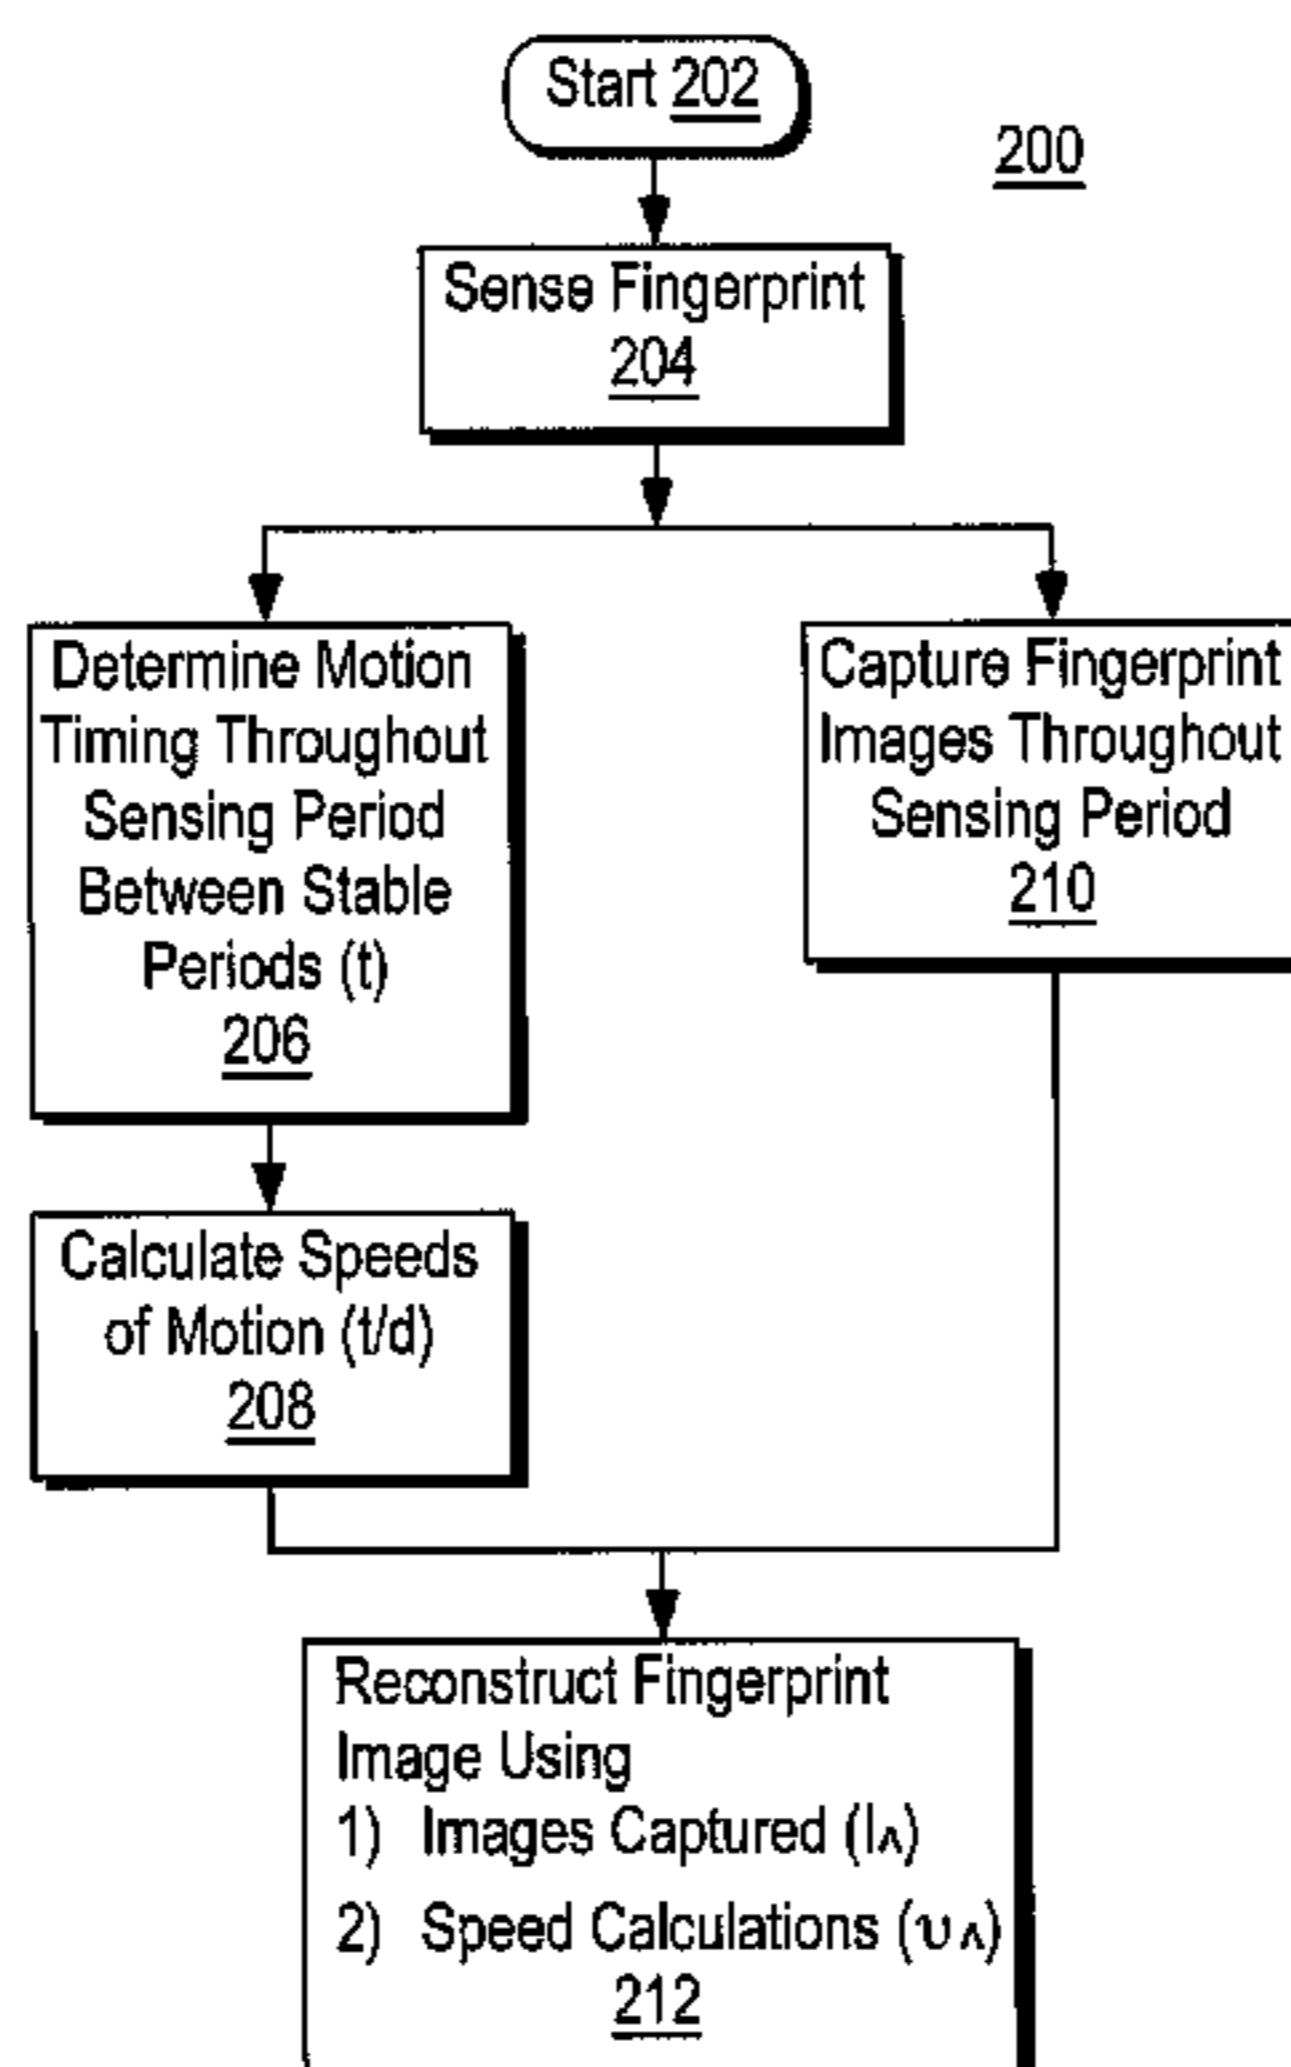 Start 202
200
Sense Fingerprint
204
Determine Motion
Timing Throughout
Sensing Period
Between Stable
Periods (t)
206
Capture Fingerprint
Images Throughout
Sensing Period
210
Calculate Speeds
of Motion (t/d)
208
Reconstruct Fingerprint
Image Using
1) Images Captured (I∧)
2) Speed Calculations (υ∧)
212